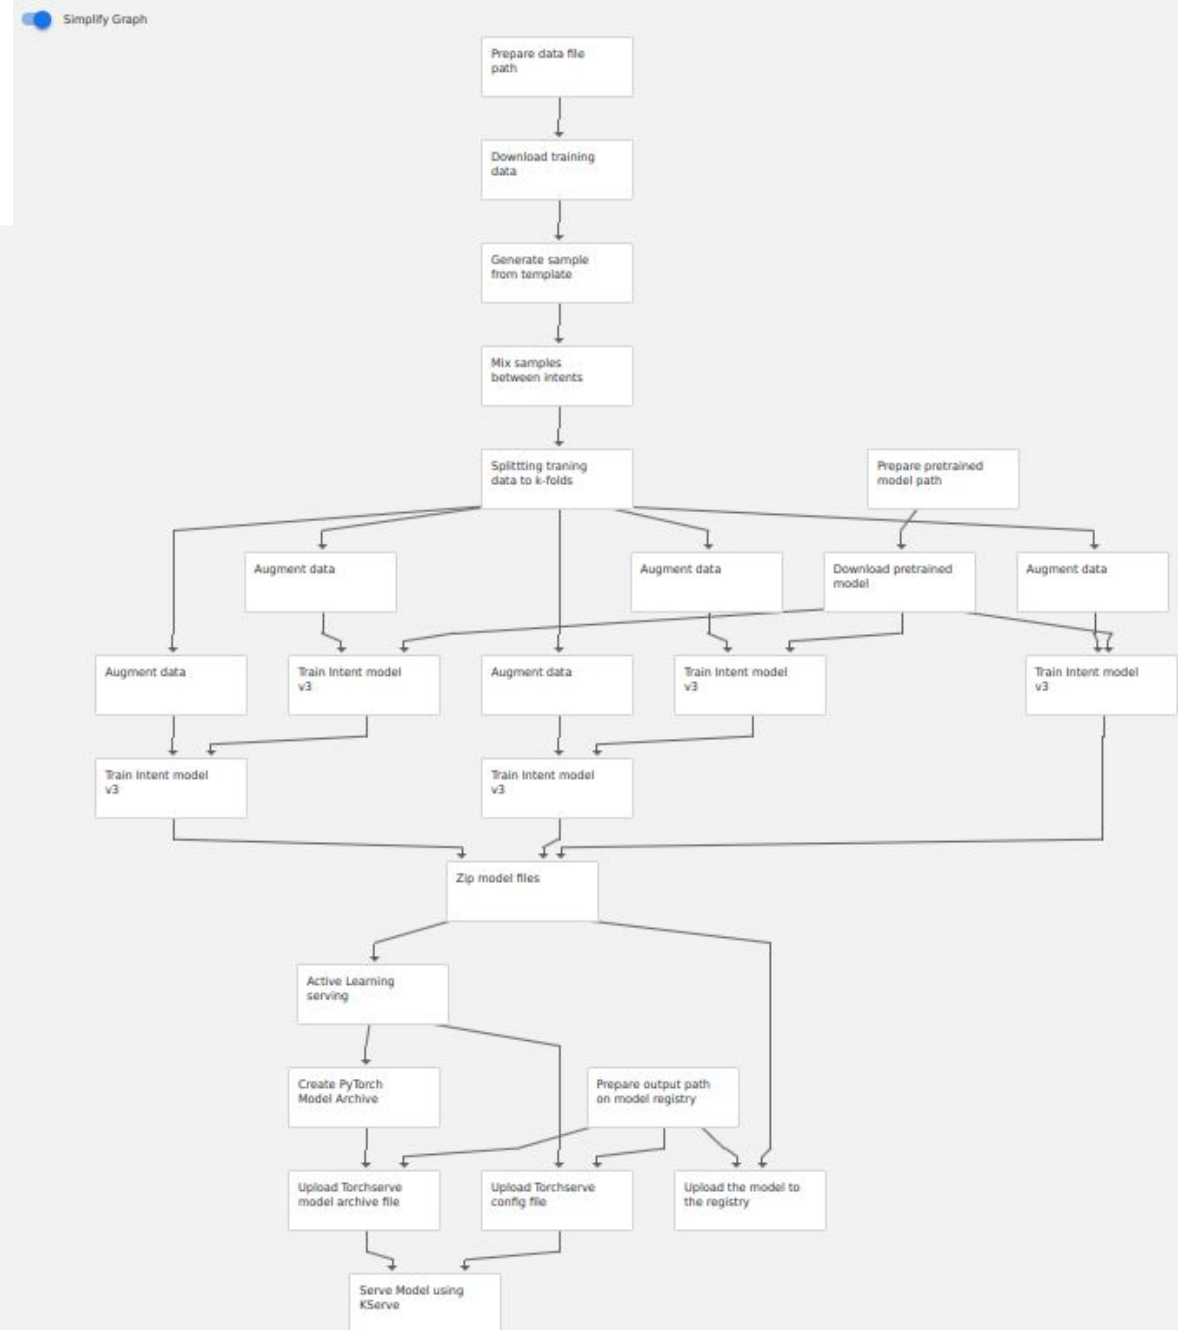 Simplify Graph
Prepare data file
path
Download training
data
Generate sample
from template
Mix samples
between intents
Splittting traning
data to k-folds
Prepare pretrained
model path
Augment data
Augment data
Download pretrained
model
Augment data
Augment data
Train Intent model
v3
Augment data
Train Intent model
v3
Train Intent model
v3
Train Intent model
v3
Train Intent model
v3
Zip model files
Active Learning
serving
Create PyTorch
Model Archive
Prepare output path
on model registry
Upload Torchserve
model archive file
Upload Torchserve
config file
Upload the model to
the registry
Serve Model using
KServe